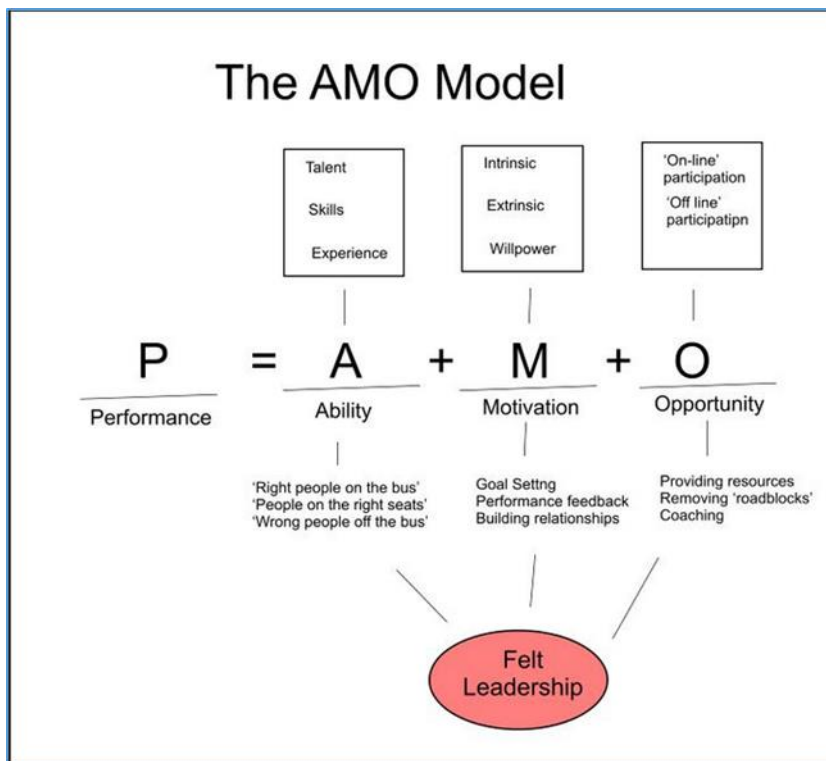 The AMO Model
Talent
Skills
Experience
Intrinsic
Extrinsic
Willpower
'On-line'
participation
'Off line'
participatipn
P = A + M + O
Performance
Ability
Motivation
Opportunity
'Right people on the bus'
'People on the right seats'
'Wrong people off the bus'
Goal Settng
Performance feedback
Building relationships
Providing resources
Removing 'roadblocks'
Coaching
Felt
Leadership